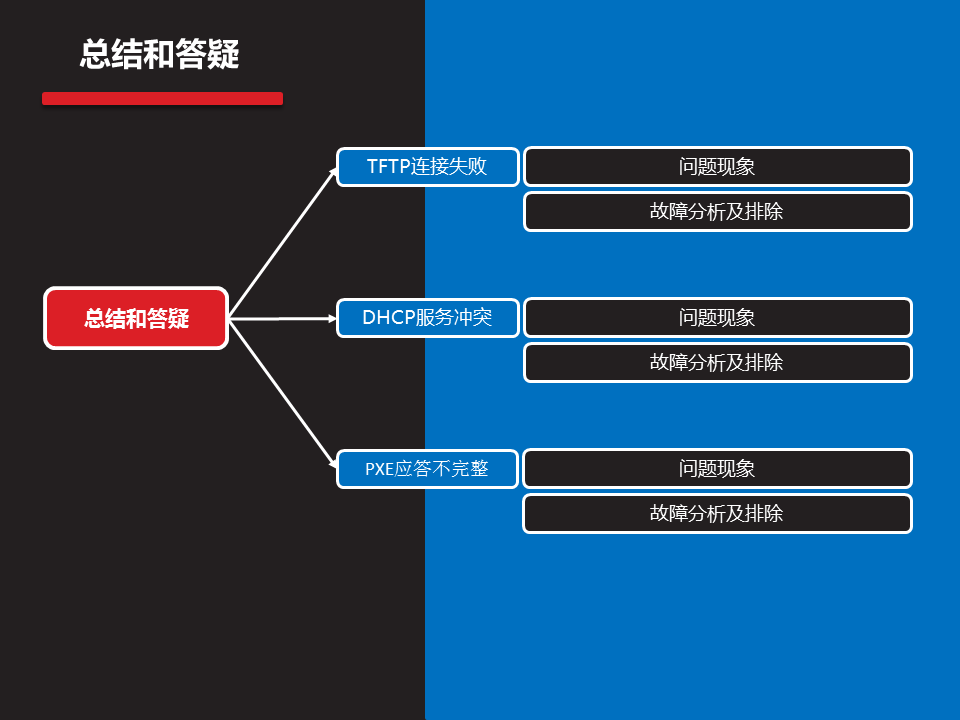 总结和答疑
TFTP连接失败
问题现象
故障分析及排除
总结和答疑
DHCP服务冲突
问题现象
故障分析及排除
PXE应答不完整
问题现象
故障分析及排除